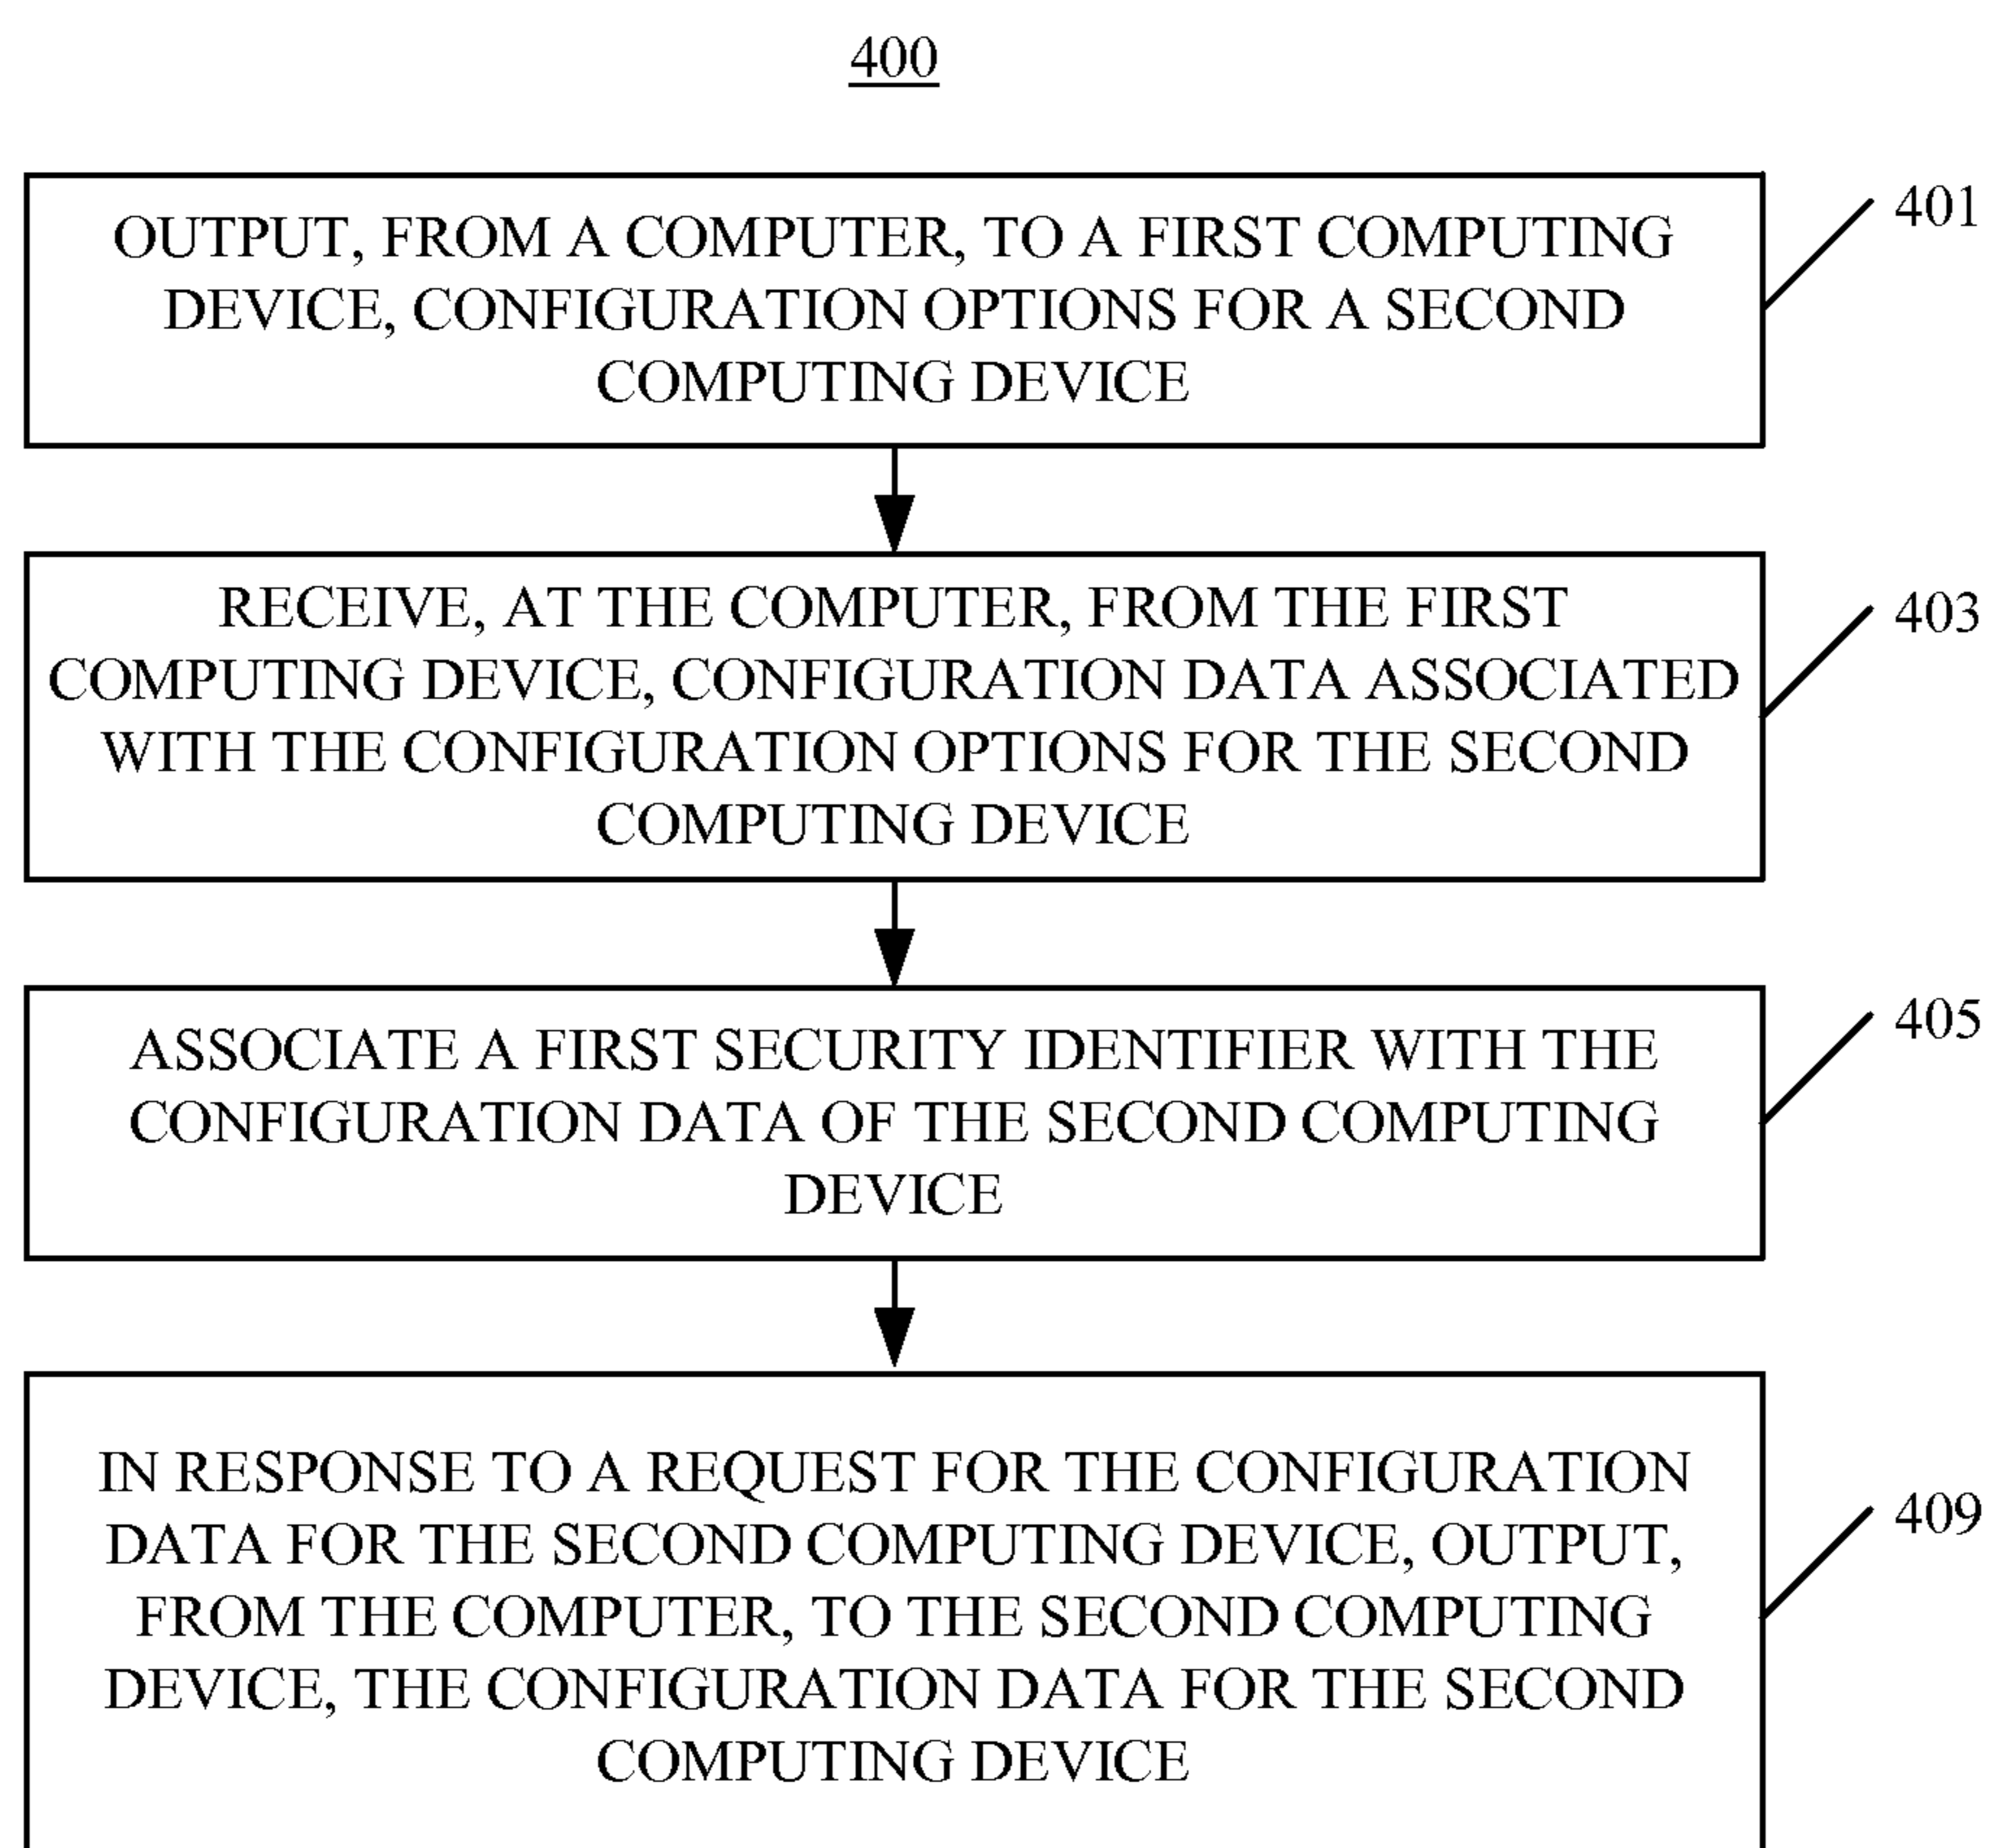 400
OUTPUT, FROM A COMPUTER, TO A FIRST COMPUTING
DEVICE, CONFIGURATION OPTIONS FOR A SECOND
COMPUTING DEVICE
401
RECEIVE, AT THE COMPUTER, FROM THE FIRST
COMPUTING DEVICE, CONFIGURATION DATA ASSOCIATED
WITH THE CONFIGURATION OPTIONS FOR THE SECOND
COMPUTING DEVICE
403
ASSOCIATE A FIRST SECURITY IDENTIFIER WITH THE
CONFIGURATION DATA OF THE SECOND COMPUTING
DEVICE
405
IN RESPONSE TO A REQUEST FOR THE CONFIGURATION
DATA FOR THE SECOND COMPUTING DEVICE, OUTPUT,
FROM THE COMPUTER, TO THE SECOND COMPUTING
DEVICE, THE CONFIGURATION DATA FOR THE SECOND
COMPUTING DEVICE
409